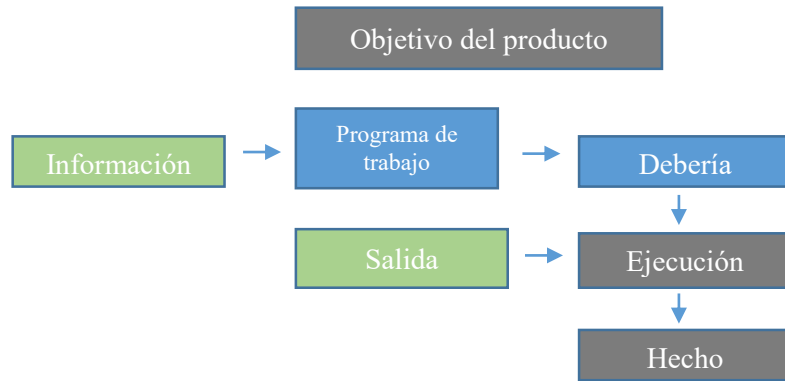 Objetivo del producto
Programa de
trabajo
Información
Debería
Salida
Ejecución
Hecho